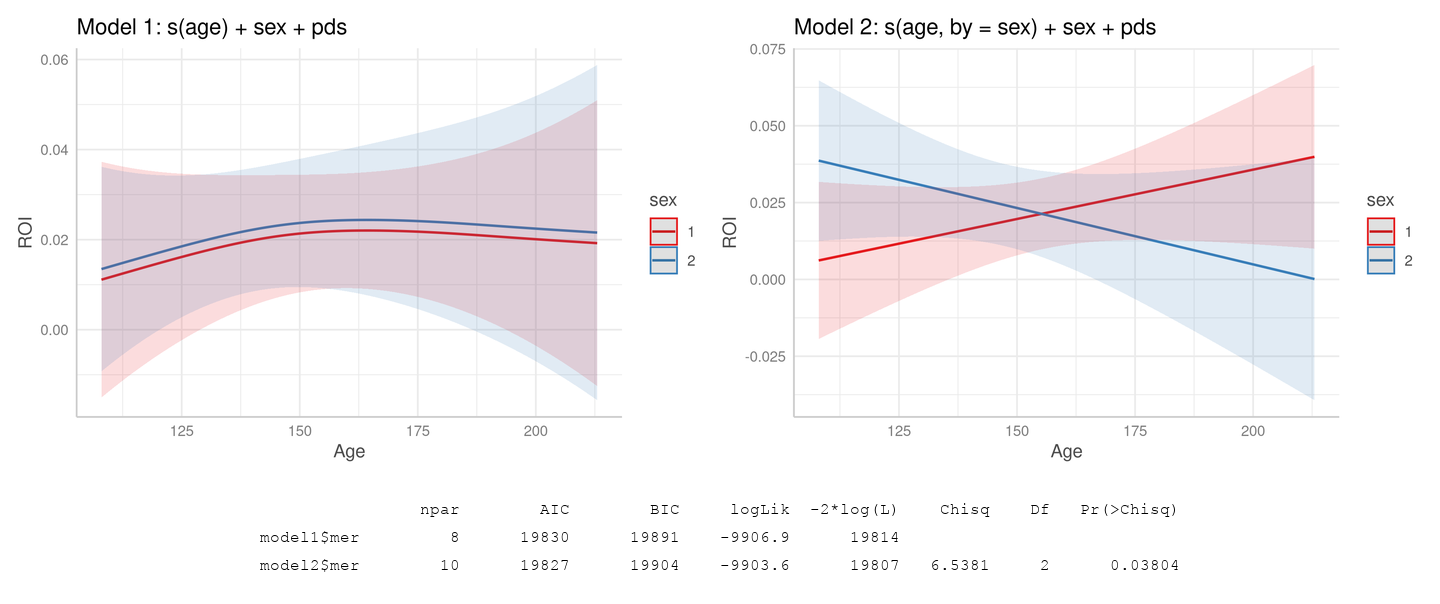 Model 1: s(age) + sex + pds
0.06
0.04
0.02
0.00
ROI
125 150 175 200
Age
sex
1
2
Model 2: s(age, by = sex) + sex + pds
0.075
0.050
0.025
0.000
-0.025
ROI
125 150 175 200
Age
sex
1
2
npar AIC BIC logLik -2*log(L) Chisq Df Pr(>Chisq)
model1$mer 8 19830 19891 -9906.9 19814
model2$mer 10 19827 19904 -9903.6 19807 6.5381 2 0.03804